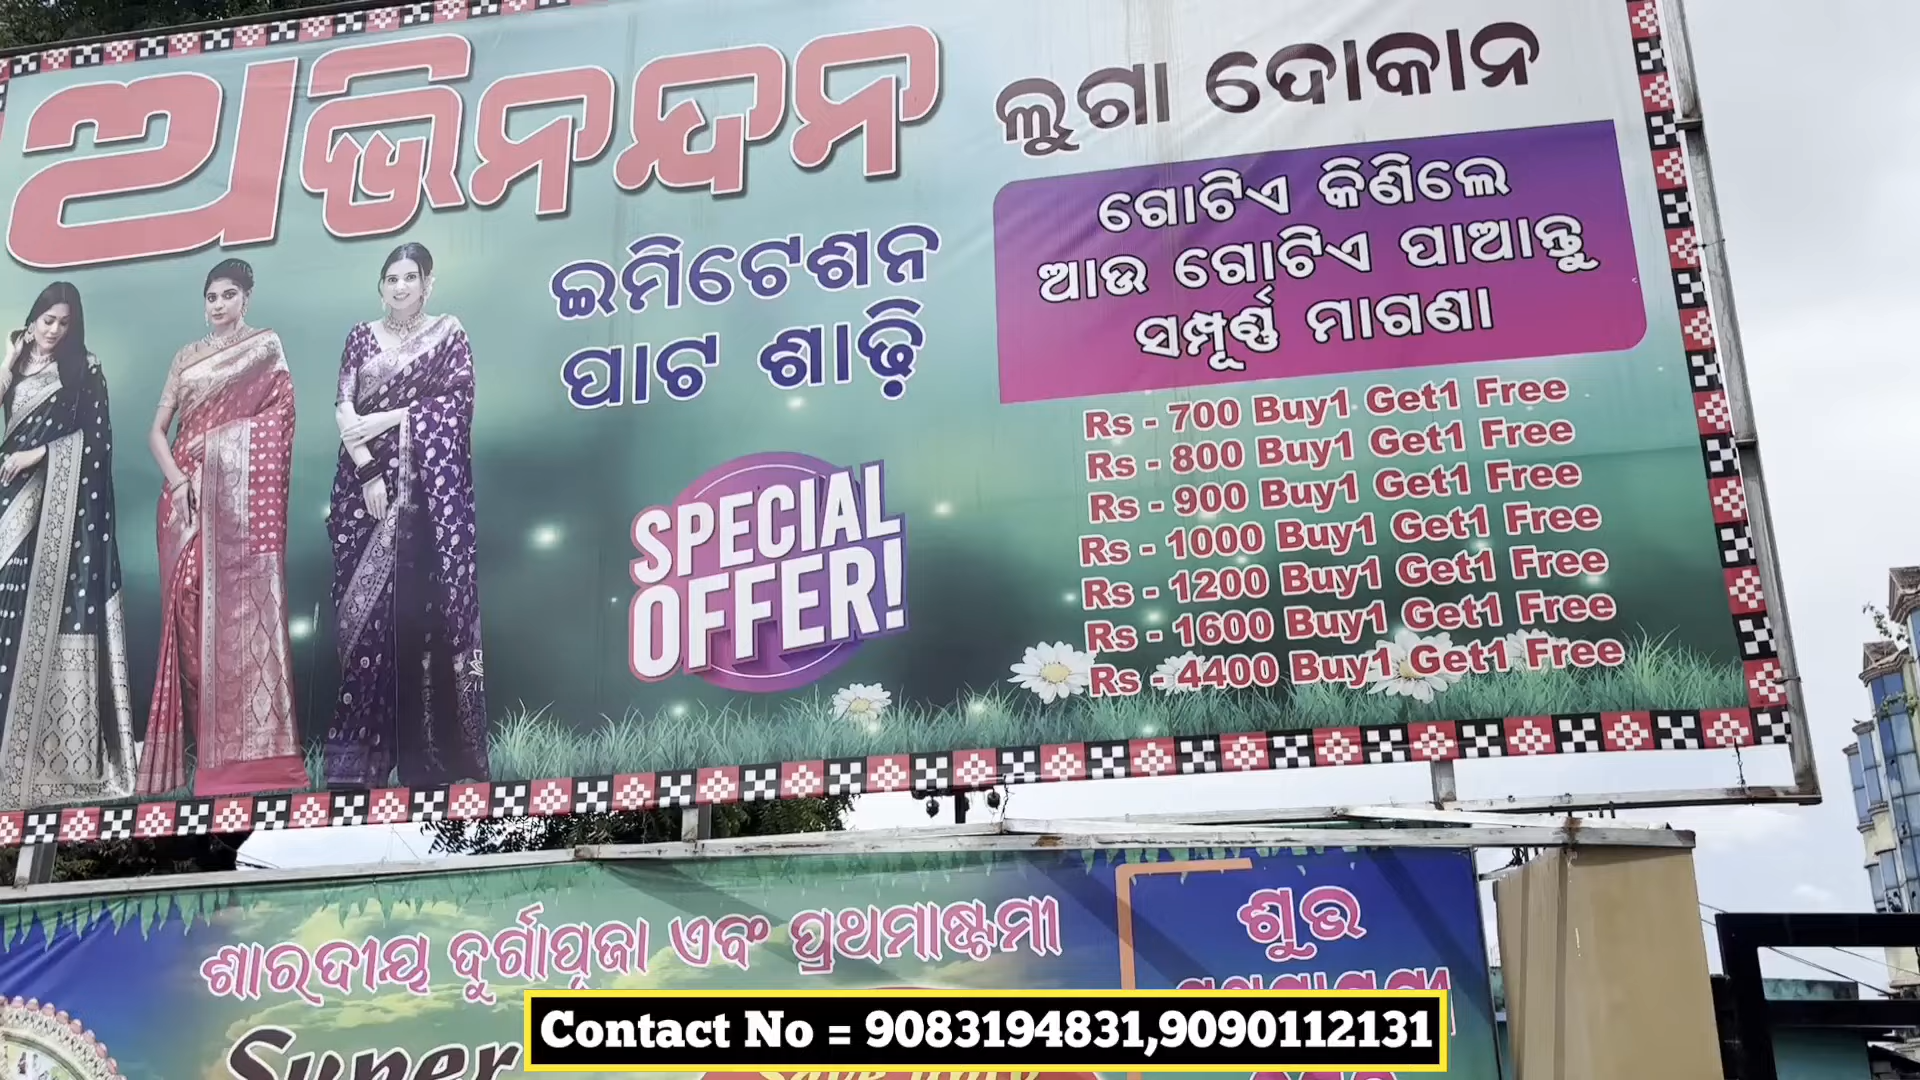 ଅଭିନନ୍ଦନ ଲୁଗା ଦୋକାନ
ଇମିଟେଶନ
ପାଟ ଶାଢ଼ି
ଗୋଟିଏ କିଣିଲେ
ଆଉ ଗୋଟିଏ ପାଆନ୍ତୁ
ସମ୍ପୂର୍ଣ୍ଣ ମାଗଣା
SPECIAL
OFFER!
Rs - 700 Buy1 Get1 Free
Rs - 800 Buy1 Get1 Free
Rs - 900 Buy1 Get1 Free
Rs - 1000 Buy1 Get1 Free
Rs - 1200 Buy1 Get1 Free
Rs - 1600 Buy1 Get1 Free
Rs - 4400 Buy1 Get1 Free
ଶାରଦୀୟ ଦୁର୍ଗାପୂଜା ଏବଂ ପ୍ରଥମାଷ୍ଟମୀ
ଶୁଭ
Super
Contact No = 9083194831,9090112131